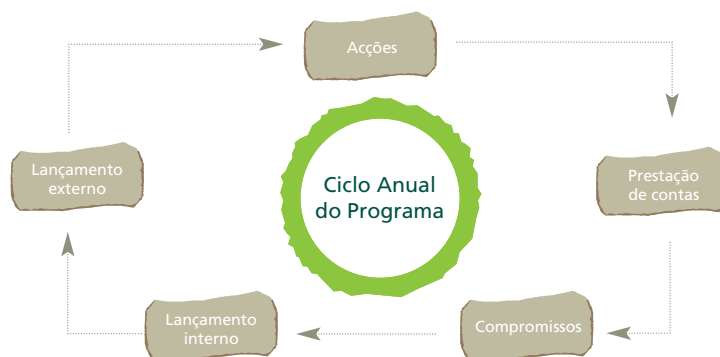 Acções
Lançamento
externo
Ciclo Anual
do Programa
Prestação
de contas
Lançamento
interno
Compromissos